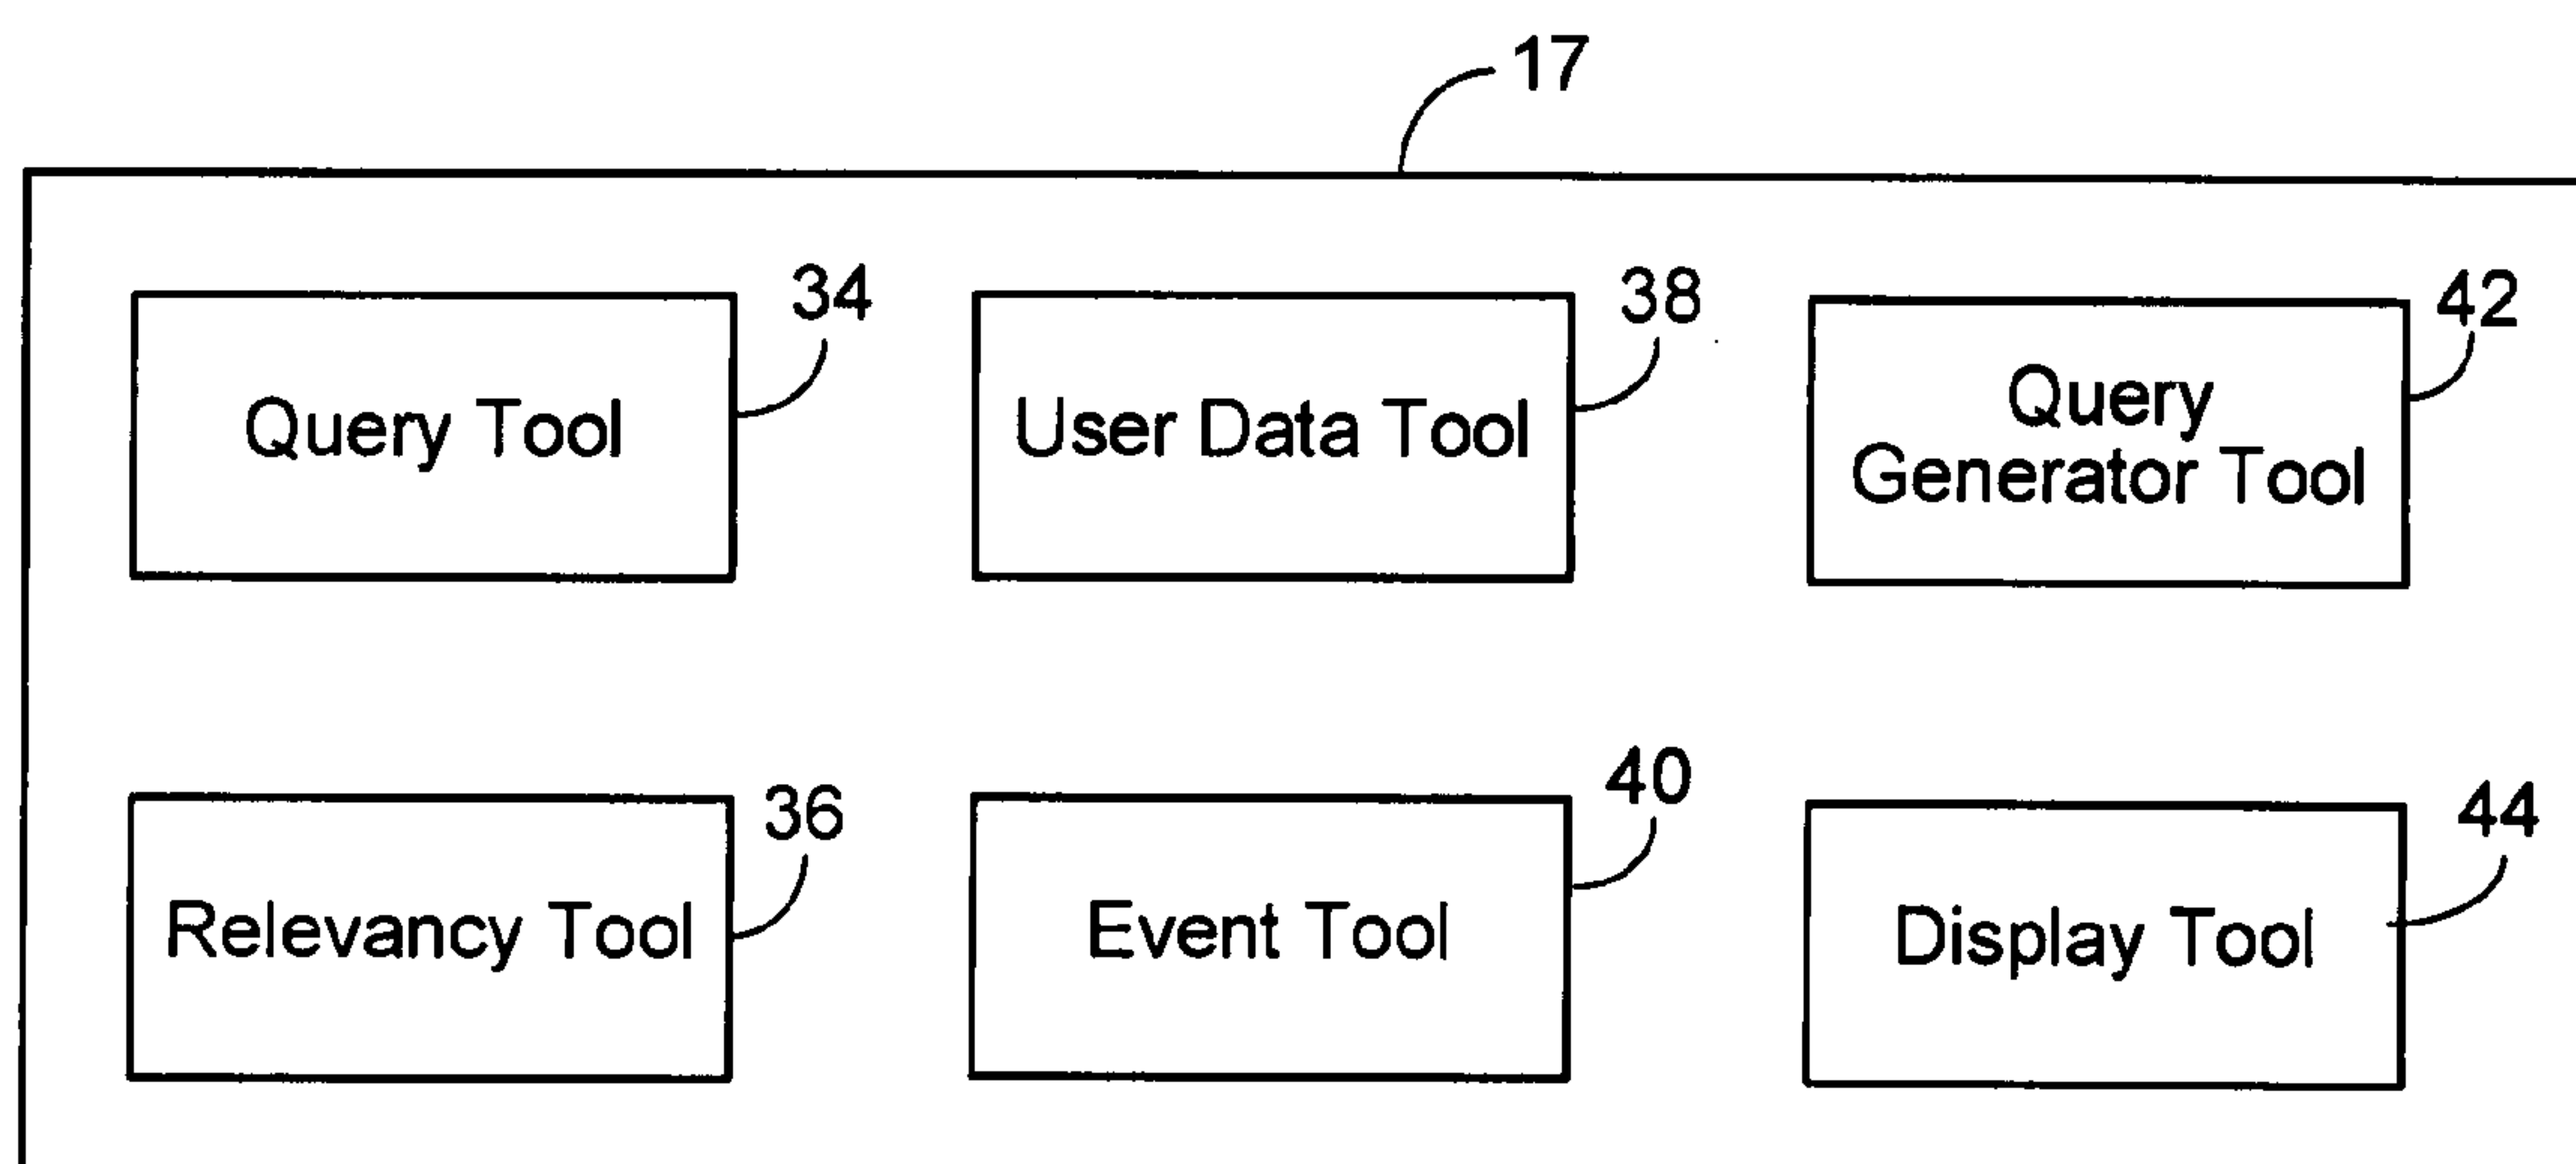 17
34
38
42
Query Tool
User Data Tool
Query
Generator Tool
36
40
44
Relevancy Tool
Event Tool
Display Tool